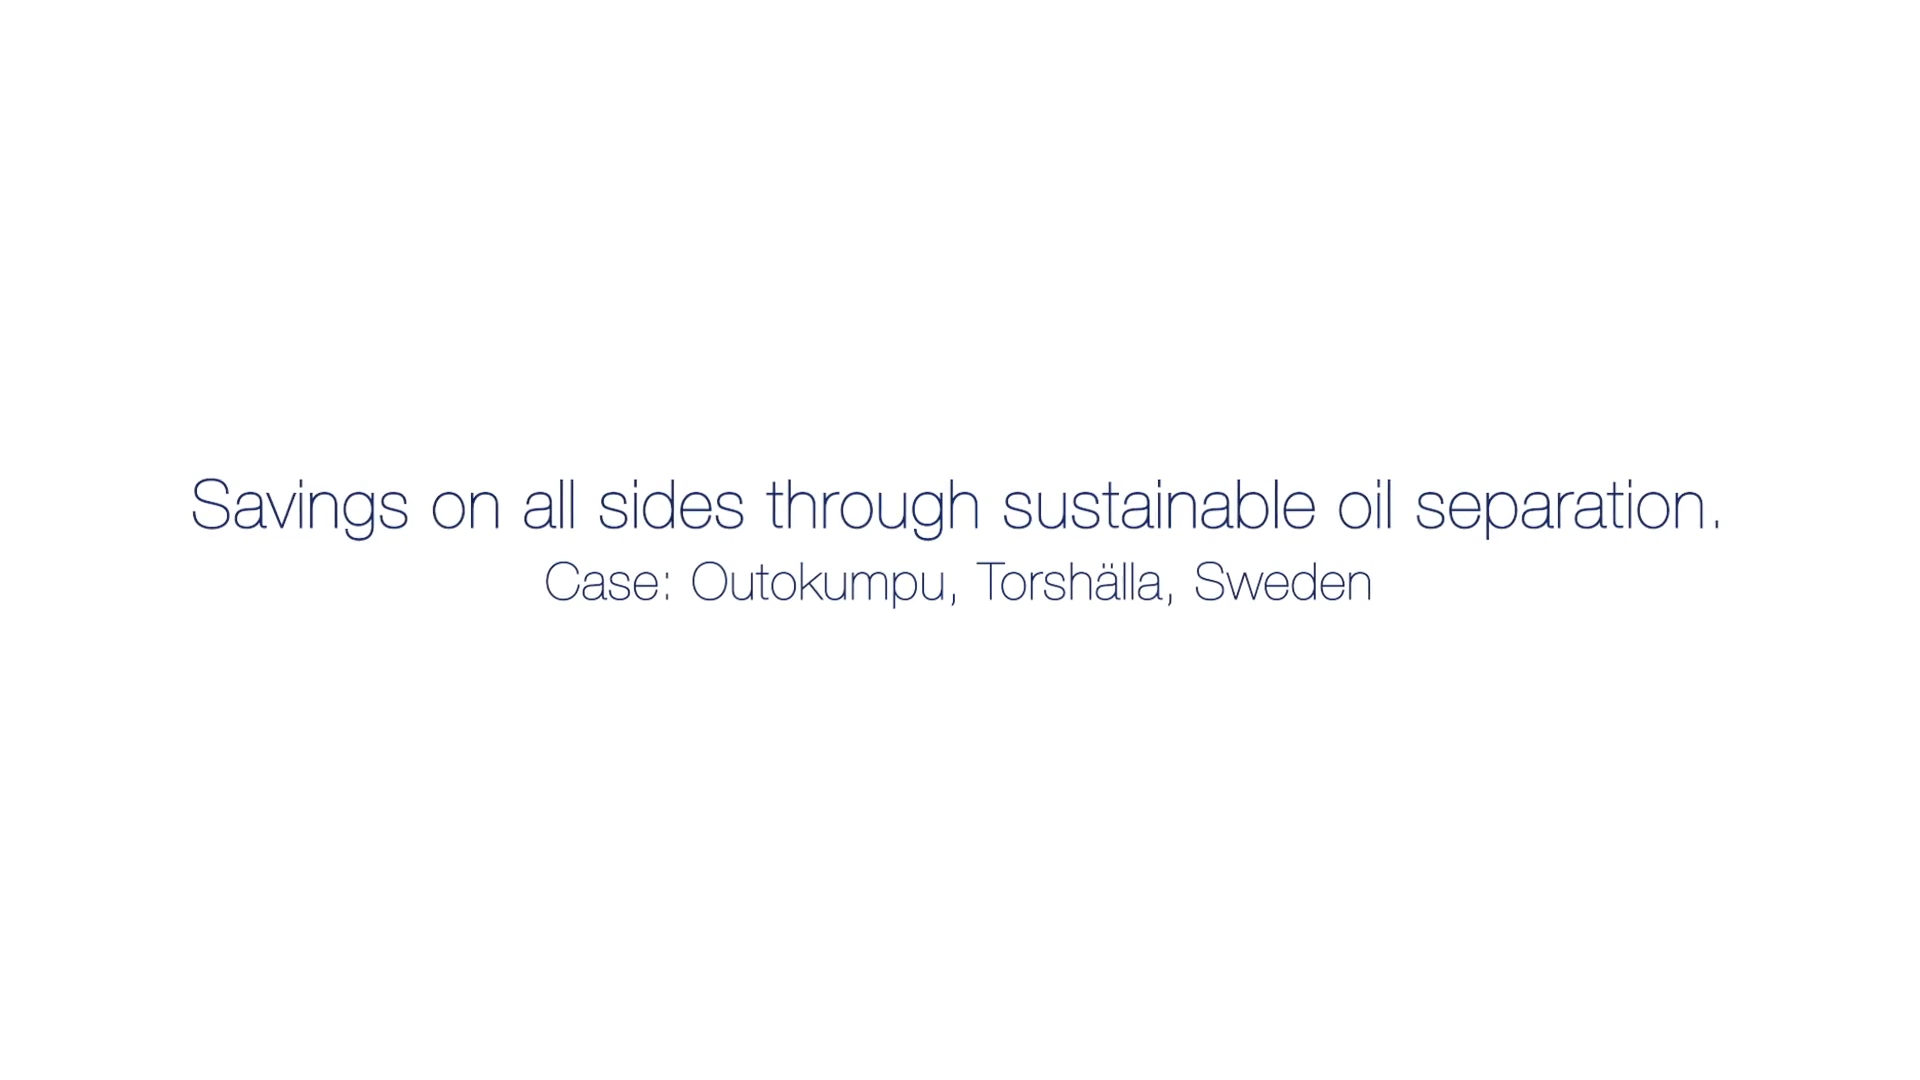 Savings on all sides through sustainable oil separation.
Case: Outokumpu, Torshälla, Sweden